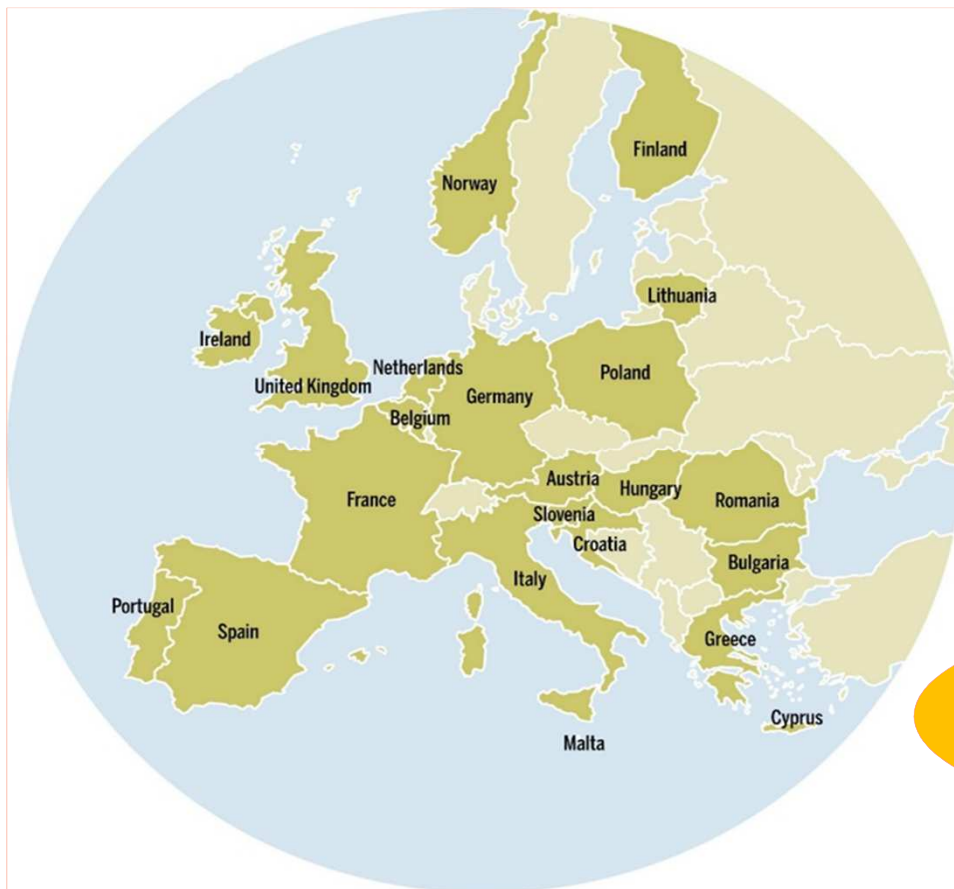 Finland
Norway
Lithuania
Ireland
Netherlands
Poland
United Kingdom
Germany
Belgium
Austria
Hungary
France
Romania
Slovenia
Croatia
Bulgaria
Italy
Portugal
Spain
Greece
Cyprus
Malta